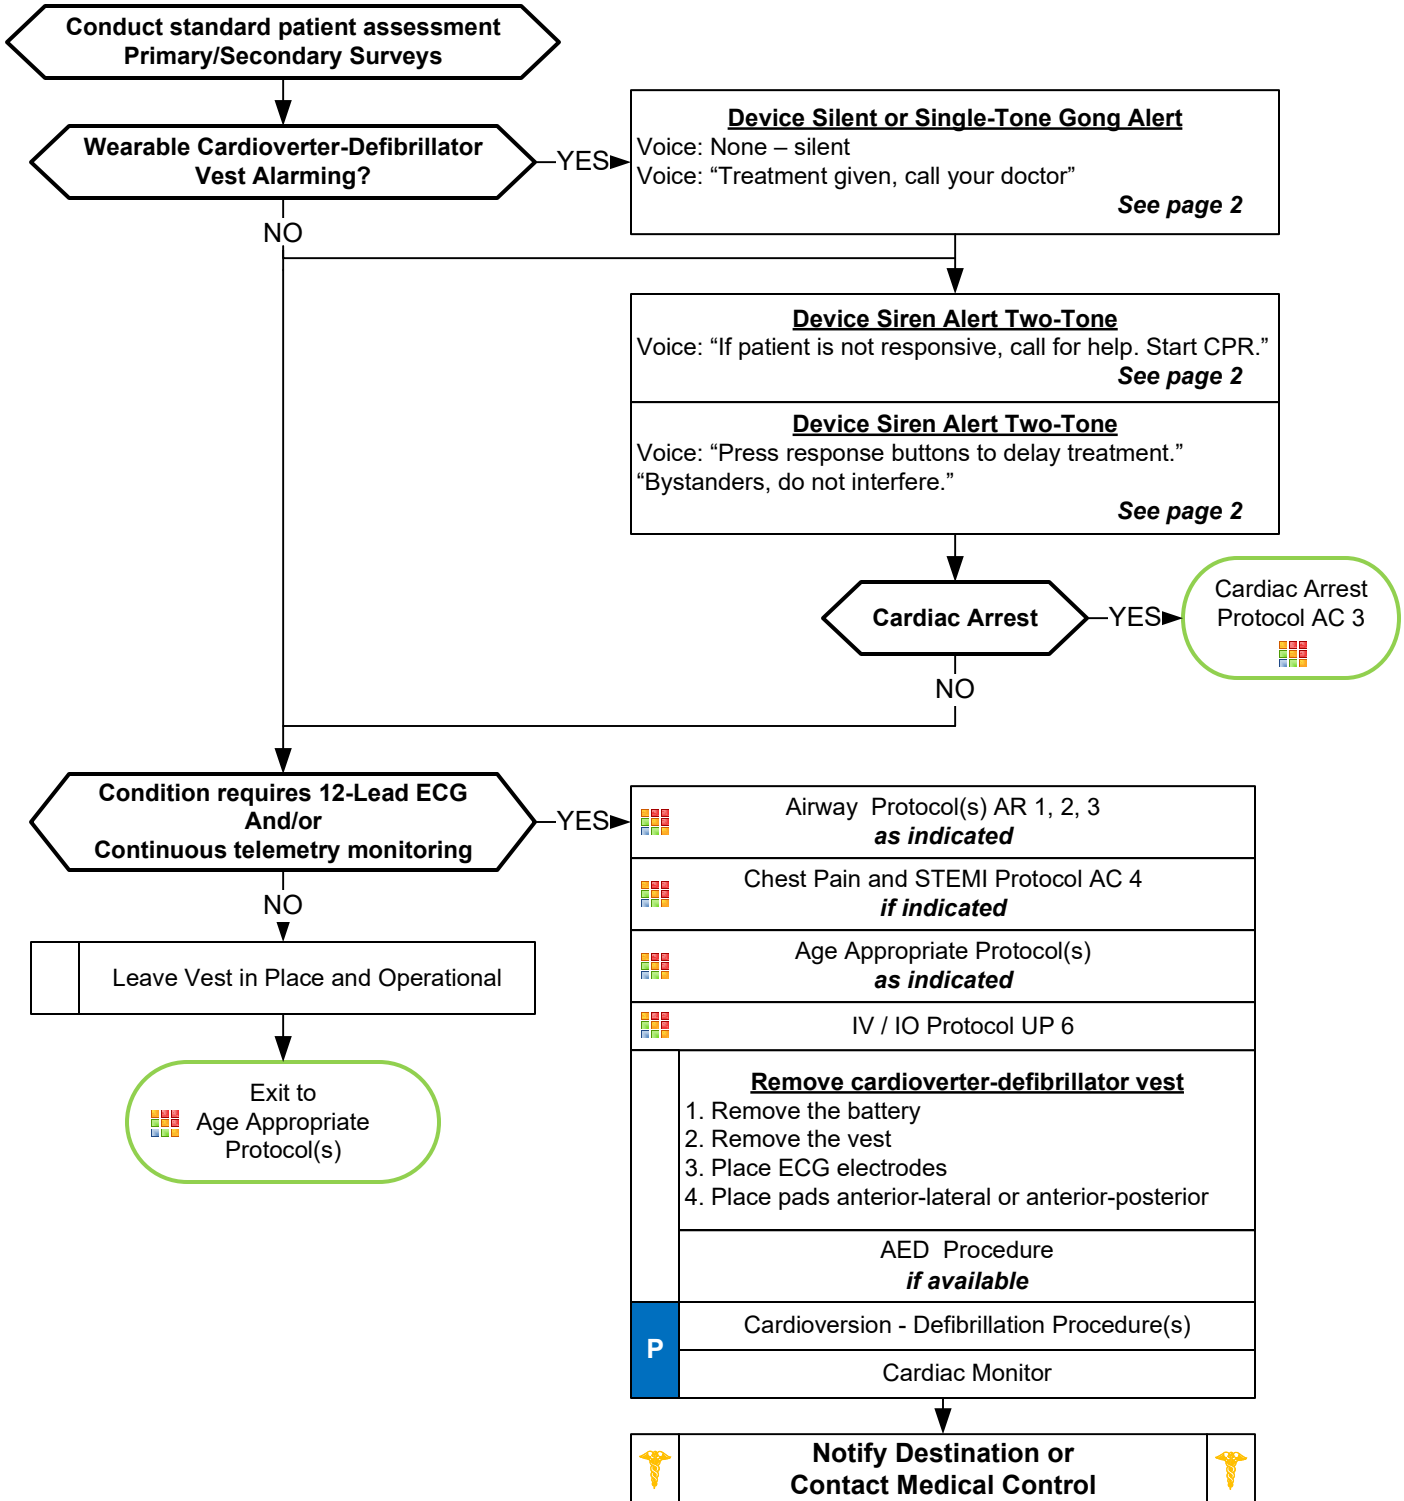 Conduct standard patient assessment
Primary/Secondary Surveys
Wearable Cardioverter-Defibrillator
Vest Alarming?
YES
NO
Device Silent or Single-Tone Gong Alert
Voice: None – silent
Voice: “Treatment given, call your doctor”
See page 2
Device Siren Alert Two-Tone
Voice: “If patient is not responsive, call for help. Start CPR.”
See page 2
Device Siren Alert Two-Tone
Voice: “Press response buttons to delay treatment.”
“Bystanders, do not interfere.”
See page 2
Cardiac Arrest
YES
Cardiac Arrest
Protocol AC 3
NO
Condition requires 12-Lead ECG
And/or
Continuous telemetry monitoring
YES
NO
Leave Vest in Place and Operational
Exit to
Age Appropriate
Protocol(s)
Airway Protocol(s) AR 1, 2, 3
as indicated
Chest Pain and STEMI Protocol AC 4
if indicated
Age Appropriate Protocol(s)
as indicated
IV / IO Protocol UP 6
Remove cardioverter-defibrillator vest
1. Remove the battery
2. Remove the vest
3. Place ECG electrodes
4. Place pads anterior-lateral or anterior-posterior
AED Procedure
if available
P
Cardioversion - Defibrillation Procedure(s)
Cardiac Monitor
Notify Destination or
Contact Medical Control